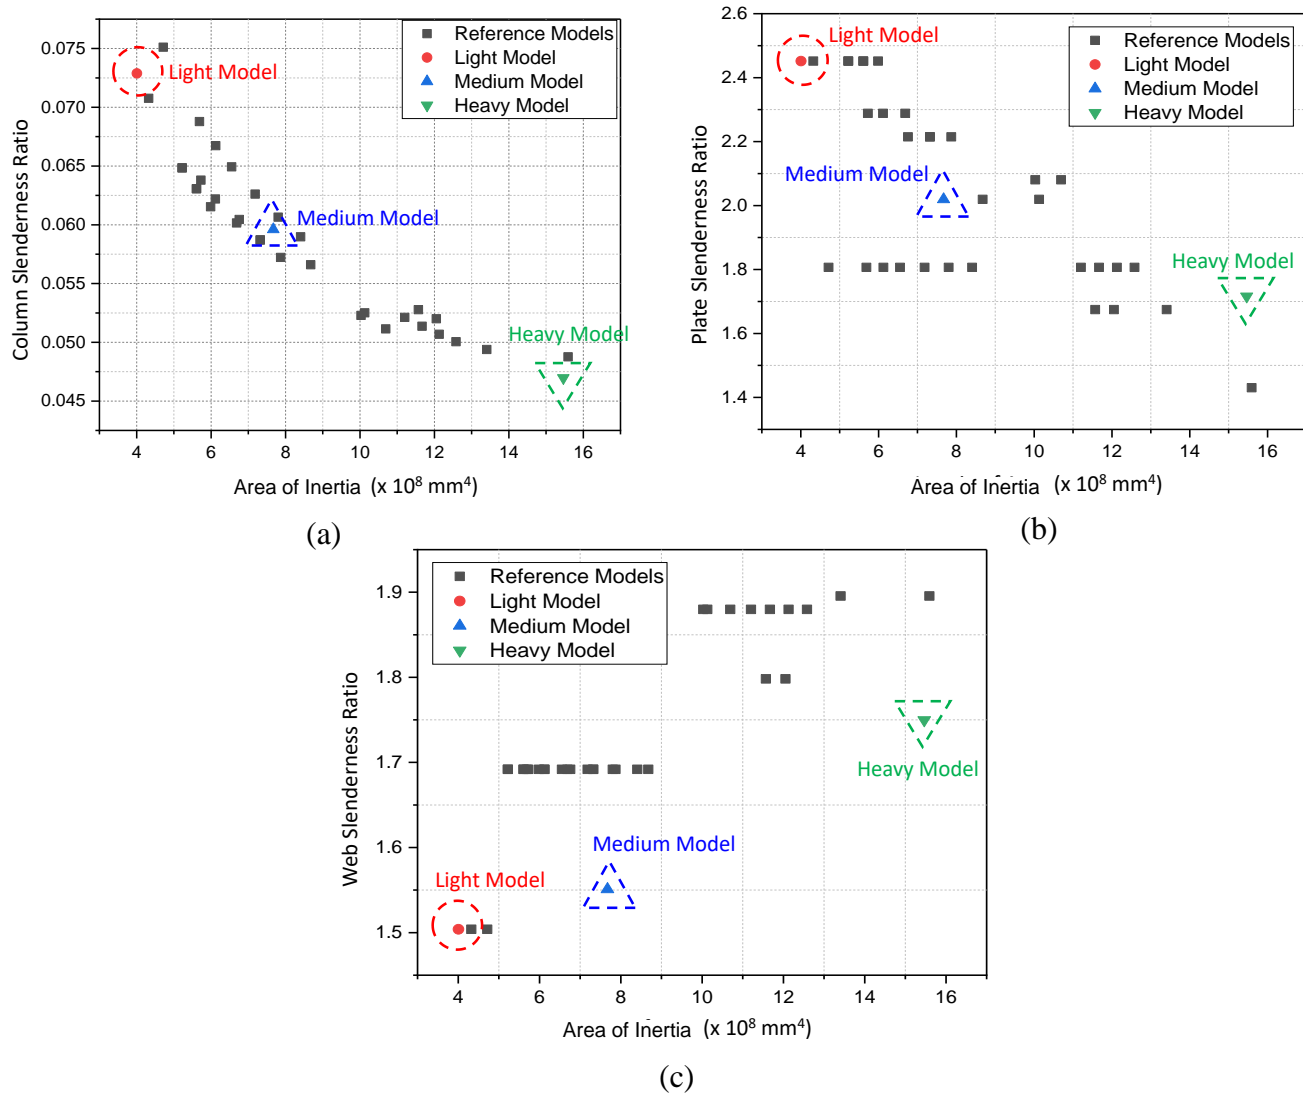 0.075
0.070
0.065
0.060
0.055
0.050
0.045
Column Slenderness Ratio
Reference Models
Light Model
Medium Model
Heavy Model
Light Model
Medium Model
Heavy Model
4 6 8 10 12 14 16
Area of Inertia (x 10⁸ mm⁴)
(a)
2.6
2.4
2.2
2.0
1.8
1.6
1.4
Plate Slenderness Ratio
Reference Models
Light Model
Medium Model
Heavy Model
Light Model
Medium Model
Heavy Model
4 6 8 10 12 14 16
Area of Inertia (x 10⁸ mm⁴)
(b)
1.9
1.8
1.7
1.6
1.5
Web Slenderness Ratio
Reference Models
Light Model
Medium Model
Heavy Model
Heavy Model
Medium Model
Light Model
4 6 8 10 12 14 16
Area of Inertia (x 10⁸ mm⁴)
(c)